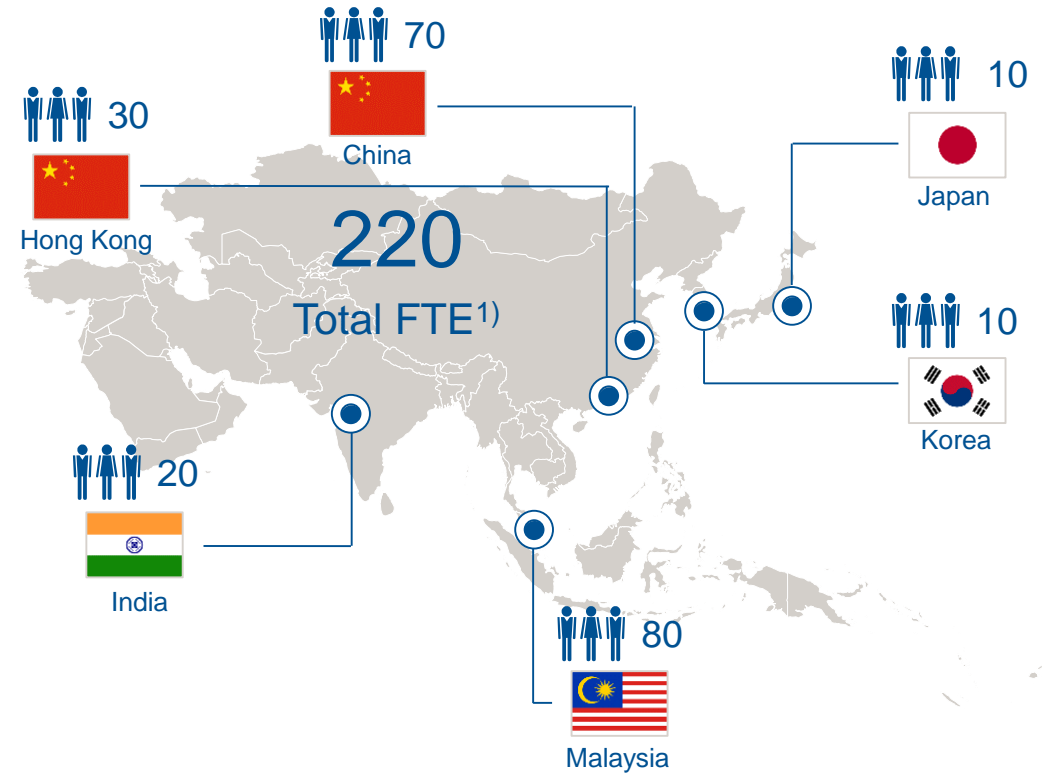 70
China
30
Hong Kong
10
Japan
220
Total FTE1)
10
Korea
20
India
80
Malaysia